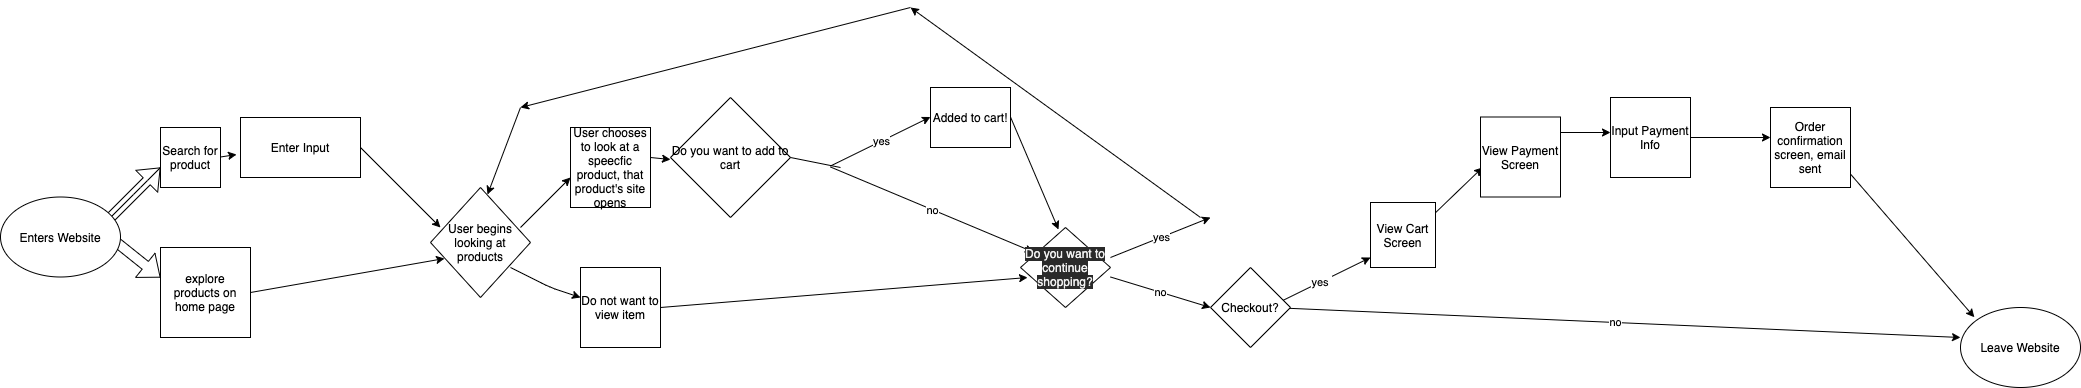 Enters Website
Search for
product
Enter Input
explore
products on
home page
User begins
looking at
products
User chooses
to look at a
speecfic
product, that
product's site
opens
Do not want to
view item
Do you want to add to
cart
yes
no
Added to cart!
Do you want to
continue
shopping?
yes
no
Checkout?
yes
no
View Cart
Screen
View Payment
Screen
Input Payment
Info
Order
confirmation
screen, email
sent
Leave Website